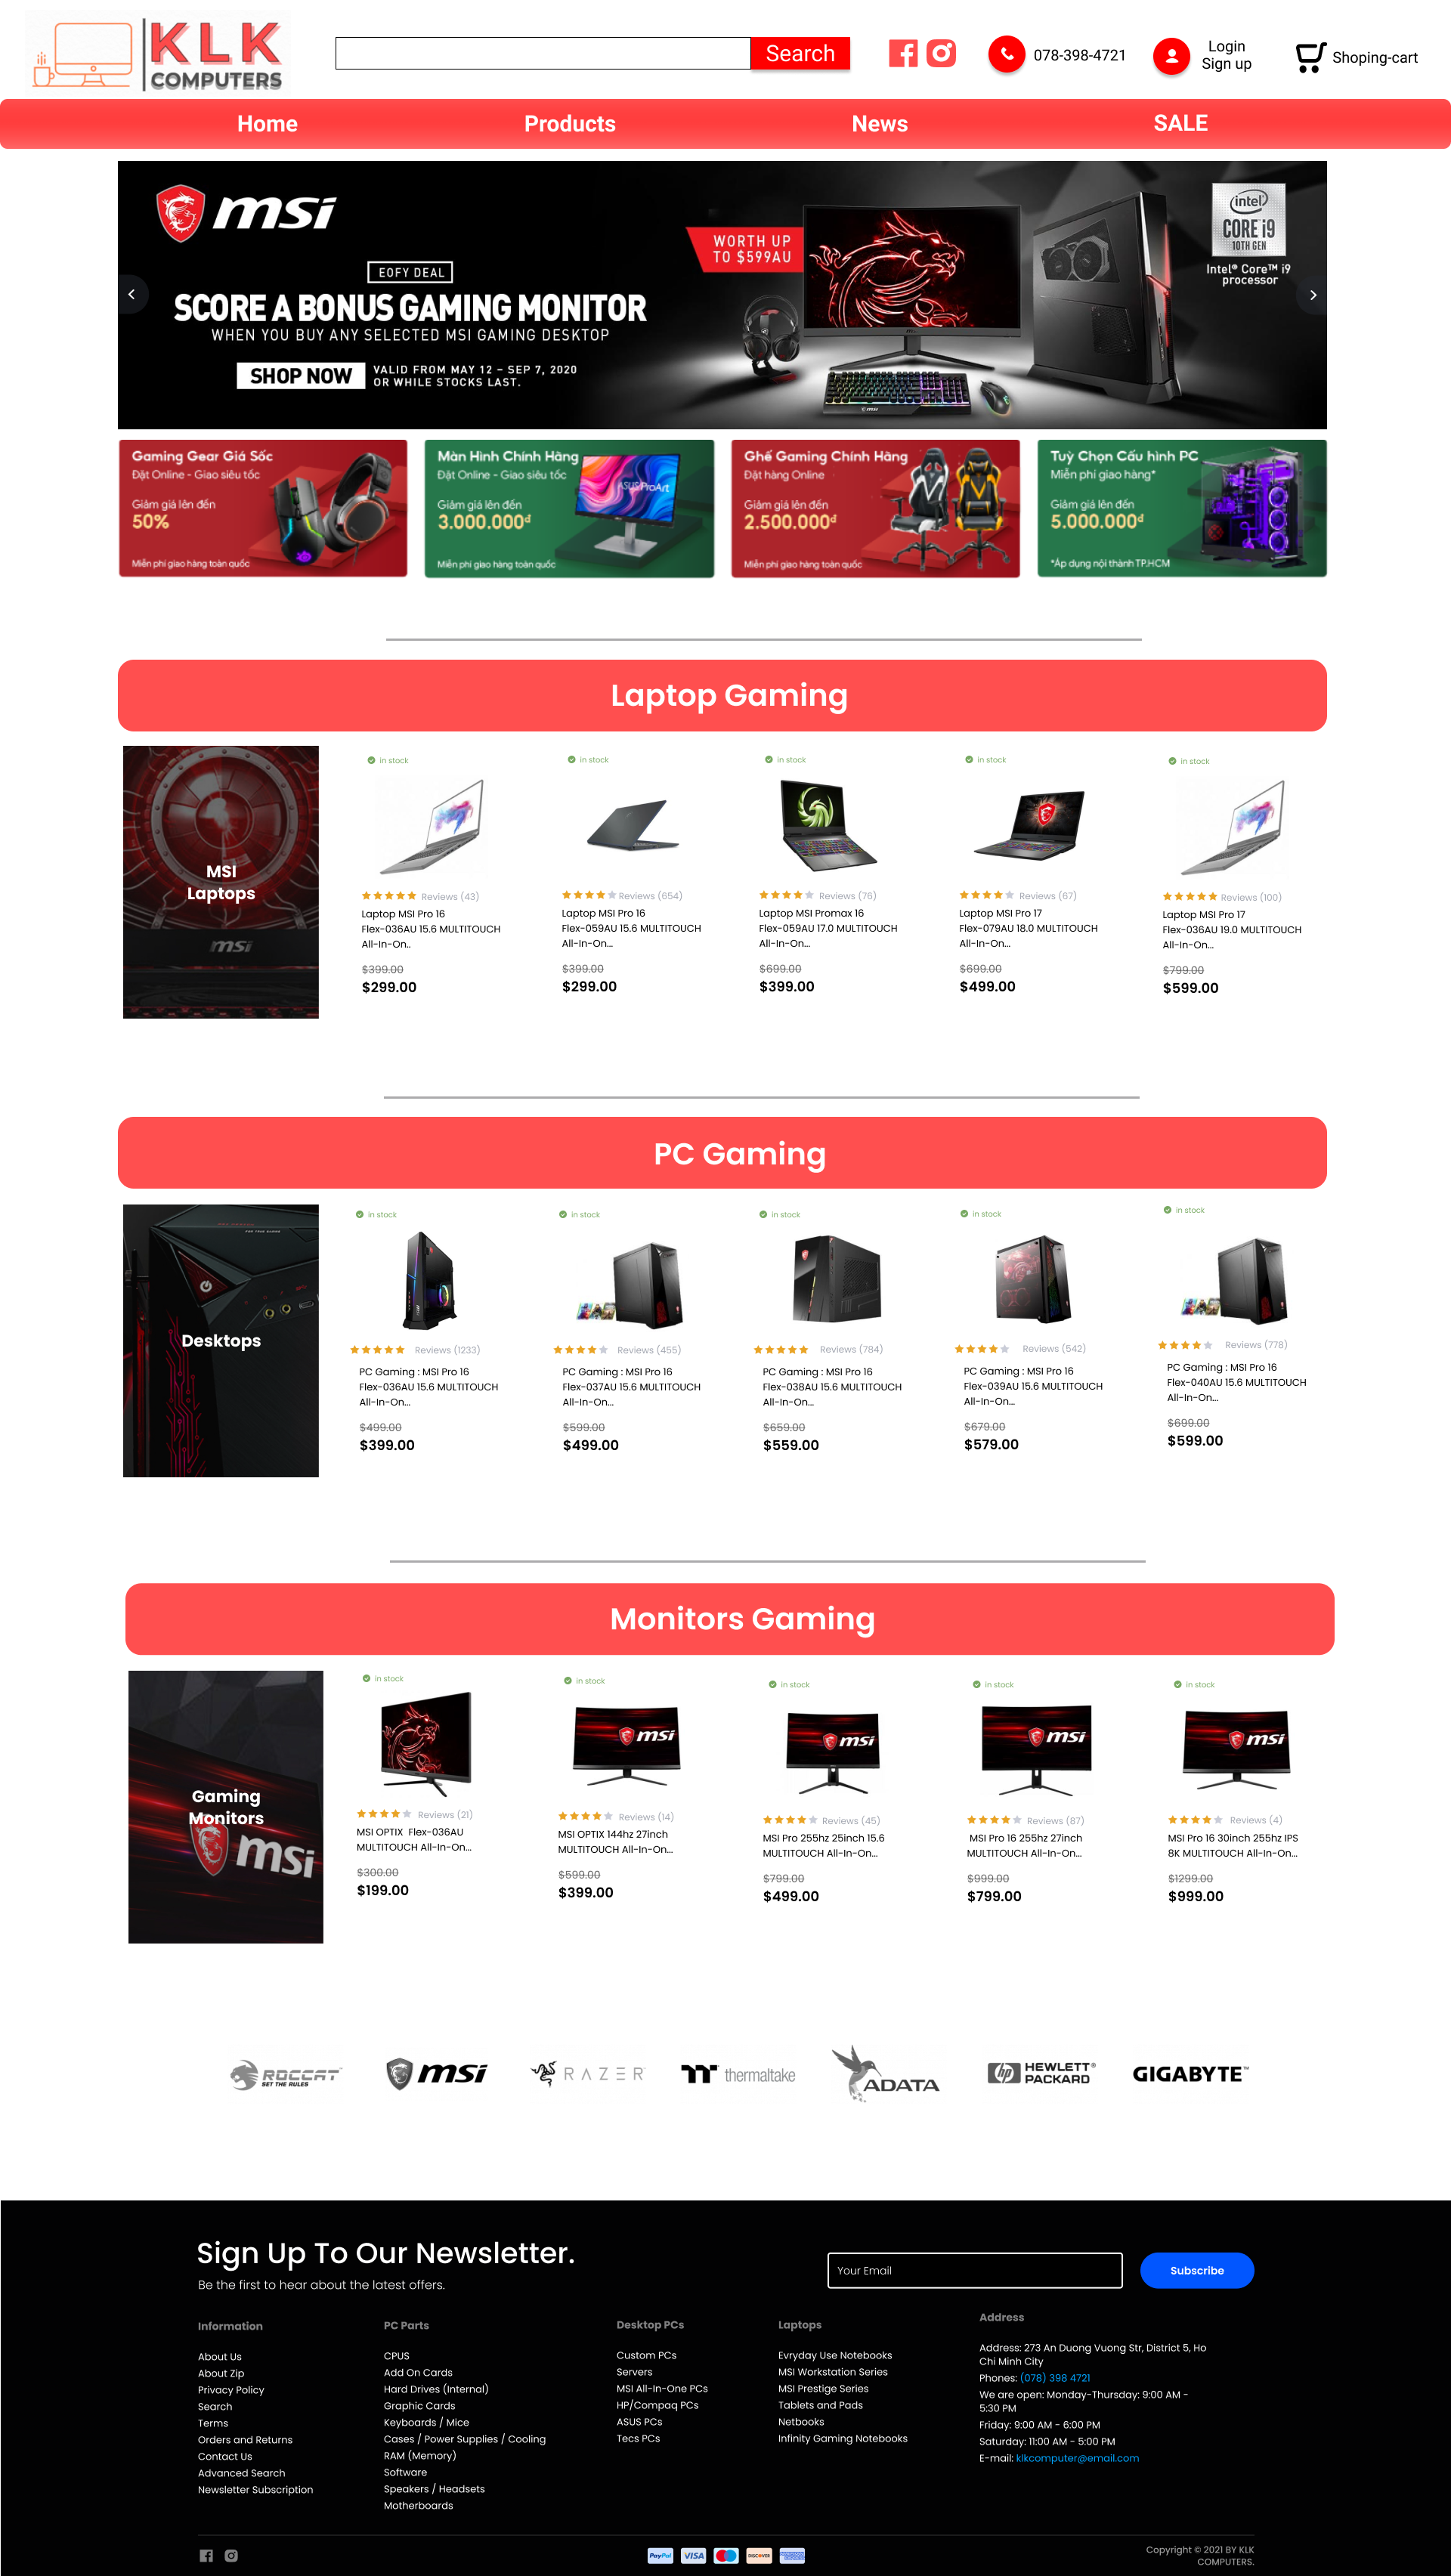 KLK
COMPUTERS
Search
078-398-4721
Login
Sign up
Shoping-cart
Home
Products
News
SALE
msi
EOFY DEAL
SCORE A BONUS GAMING MONITOR
WHEN YOU BUY ANY SELECTED MSI GAMING DESKTOP
SHOP NOW
VALID FROM MAY 12 – SEP 7, 2020
OR WHILE STOCKS LAST.
WORTH UP
TO $599AU
intel
CORE i9
10TH GEN
Intel® Core™ i9
processor
Gaming Gear Giá Sốc
Đặt Online - Giao siêu tốc
Giảm giá lên đến
50%
Miễn phí giao hàng toàn quốc
Màn Hình Chính Hãng
Đặt Online - Giao siêu tốc
Giảm giá lên đến
3.000.000đ
Miễn phí giao hàng toàn quốc
ASUS ProArt
Ghế Gaming Chính Hãng
Đặt hàng Online
Giảm giá lên đến
2.500.000đ
Miễn phí giao hàng toàn quốc
Tuỳ Chọn Cấu hình PC
Miễn phí giao hàng*
Giảm giá lên đến
5.000.000đ
*Áp dụng nội thành TP.HCM
Laptop Gaming
MSI
Laptops
msi
in stock
Reviews (43)
Laptop MSI Pro 16
Flex-036AU 15.6 MULTITOUCH
All-In-On..
$399.00
$299.00
in stock
Reviews (654)
Laptop MSI Pro 16
Flex-059AU 15.6 MULTITOUCH
All-In-On...
$399.00
$299.00
in stock
Reviews (76)
Laptop MSI Promax 16
Flex-059AU 17.0 MULTITOUCH
All-In-On...
$699.00
$399.00
in stock
Reviews (67)
Laptop MSI Pro 17
Flex-079AU 18.0 MULTITOUCH
All-In-On...
$699.00
$499.00
in stock
Reviews (100)
Laptop MSI Pro 17
Flex-036AU 19.0 MULTITOUCH
All-In-On...
$799.00
$599.00
PC Gaming
Desktops
in stock
Reviews (1233)
PC Gaming : MSI Pro 16
Flex-036AU 15.6 MULTITOUCH
All-In-On...
$499.00
$399.00
in stock
Reviews (455)
PC Gaming : MSI Pro 16
Flex-037AU 15.6 MULTITOUCH
All-In-On...
$599.00
$499.00
in stock
Reviews (784)
PC Gaming : MSI Pro 16
Flex-038AU 15.6 MULTITOUCH
All-In-On...
$659.00
$559.00
in stock
Reviews (542)
PC Gaming : MSI Pro 16
Flex-039AU 15.6 MULTITOUCH
All-In-On...
$679.00
$579.00
in stock
Reviews (778)
PC Gaming : MSI Pro 16
Flex-040AU 15.6 MULTITOUCH
All-In-On...
$699.00
$599.00
Monitors Gaming
Gaming
Monitors
msi
in stock
Reviews (21)
MSI OPTIX Flex-036AU
MULTITOUCH All-In-On...
$300.00
$199.00
in stock
msi
Reviews (14)
MSI OPTIX 144hz 27inch
MULTITOUCH All-In-On...
$599.00
$399.00
in stock
msi
Reviews (45)
MSI Pro 255hz 25inch 15.6
MULTITOUCH All-In-On...
$799.00
$499.00
in stock
msi
Reviews (87)
MSI Pro 16 255hz 27inch
MULTITOUCH All-In-On...
$999.00
$799.00
in stock
msi
Reviews (4)
MSI Pro 16 30inch 255hz IPS
8K MULTITOUCH All-In-On...
$1299.00
$999.00
ROCCAT
SET THE RULES
msi
RAZER
thermaltake
ADATA
hp HEWLETT®
PACKARD
GIGABYTE™
Sign Up To Our Newsletter.
Be the first to hear about the latest offers.
Your Email
Subscribe
Information
About Us
About Zip
Privacy Policy
Search
Terms
Orders and Returns
Contact Us
Advanced Search
Newsletter Subscription
PC Parts
CPUS
Add On Cards
Hard Drives (Internal)
Graphic Cards
Keyboards / Mice
Cases / Power Supplies / Cooling
RAM (Memory)
Software
Speakers / Headsets
Motherboards
Desktop PCs
Custom PCs
Servers
MSI All-In-One PCs
HP/Compaq PCs
ASUS PCs
Tecs PCs
Laptops
Evryday Use Notebooks
MSI Workstation Series
MSI Prestige Series
Tablets and Pads
Netbooks
Infinity Gaming Notebooks
Address
Address: 273 An Duong Vuong Str, District 5, Ho
Chi Minh City
Phones: (078) 398 4721
We are open: Monday-Thursday: 9:00 AM -
5:30 PM
Friday: 9:00 AM - 6:00 PM
Saturday: 11:00 AM - 5:00 PM
E-mail: klkcomputer@email.com
PayPal
VISA
DISCOVER
Copyright © 2021 BY KLK
COMPUTERS.